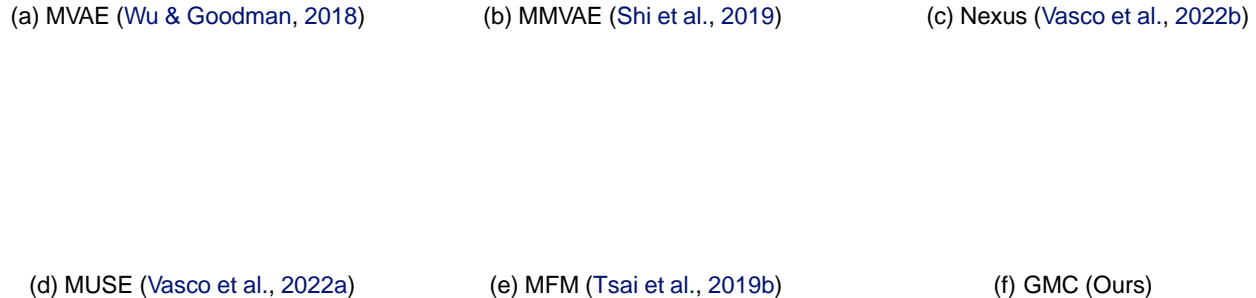 (a) MVAE (Wu & Goodman, 2018)
(b) MMVAE (Shi et al., 2019)
(c) Nexus (Vasco et al., 2022b)
(d) MUSE (Vasco et al., 2022a)
(e) MFM (Tsai et al., 2019b)
(f) GMC (Ours)